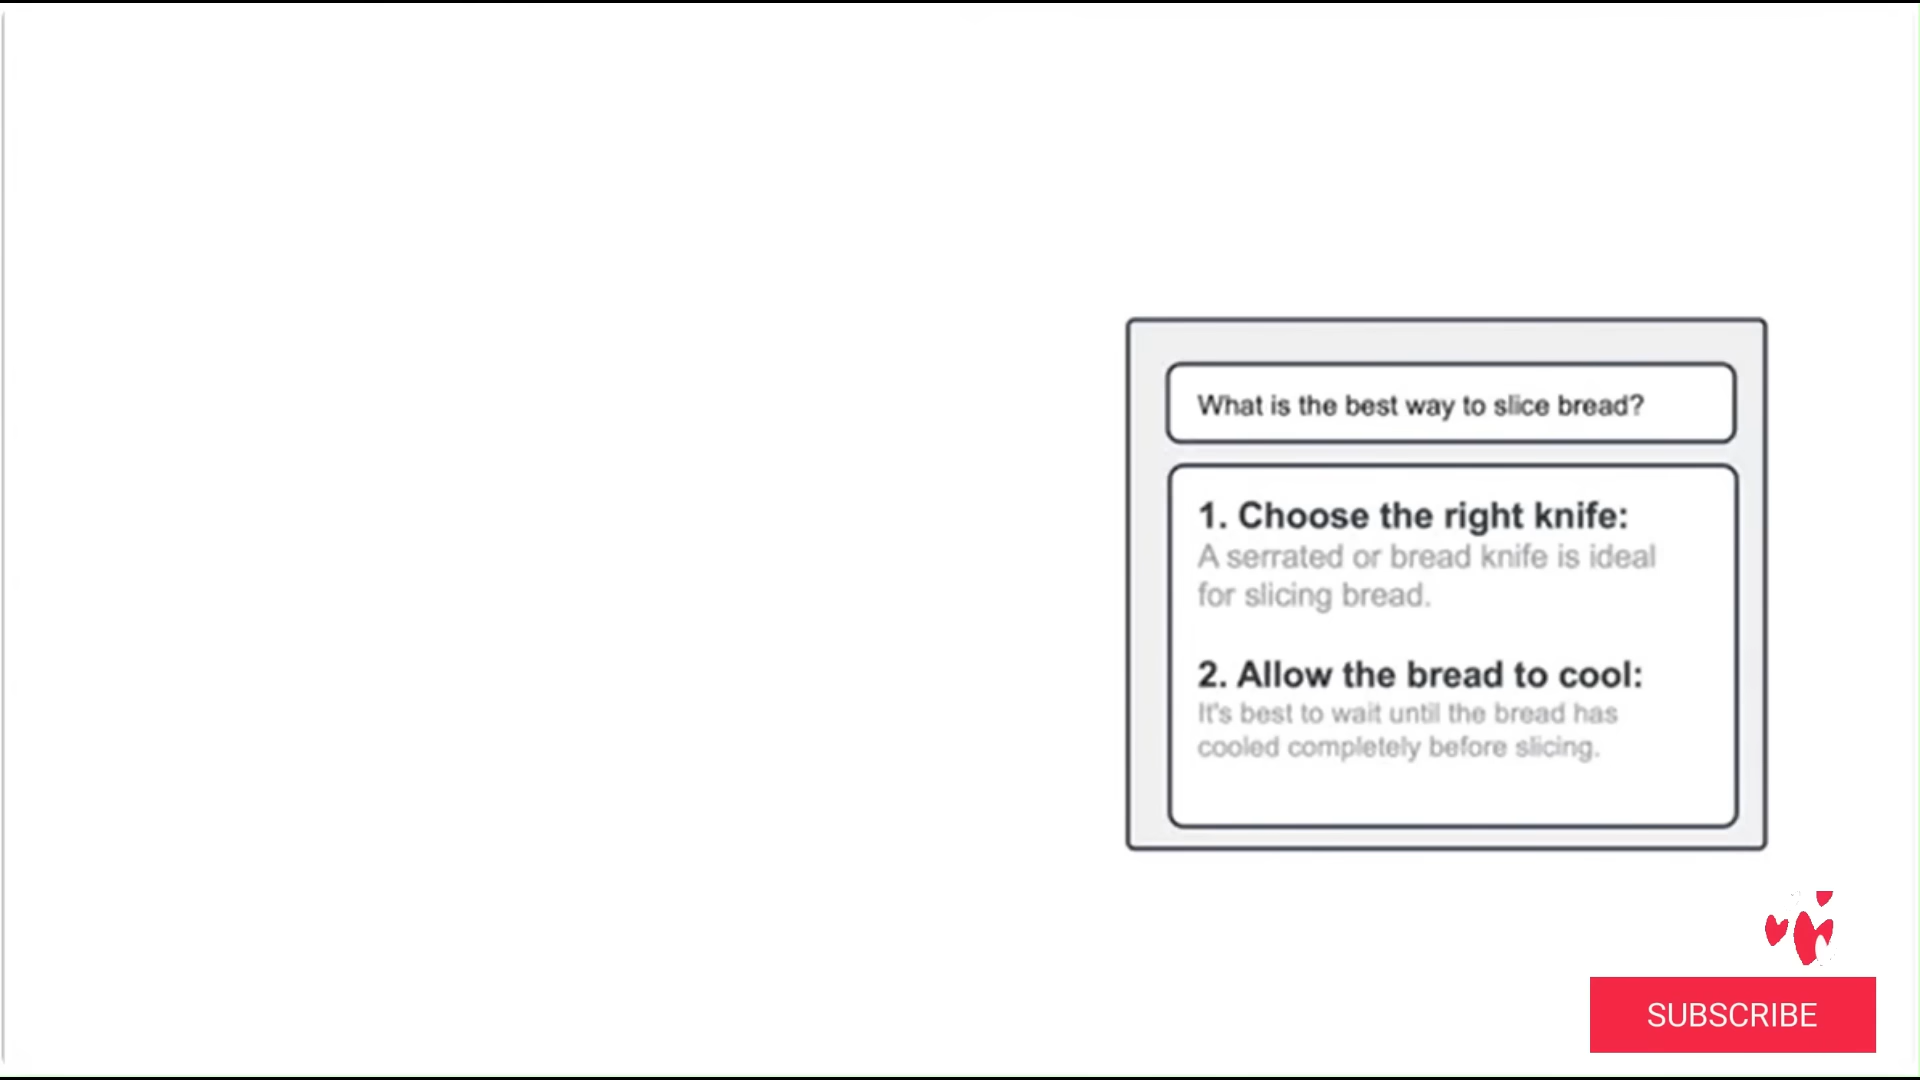 What is the best way to slice bread?
1. Choose the right knife:
A serrated or bread knife is ideal
for slicing bread.
2. Allow the bread to cool:
It's best to wait until the bread has
cooled completely before slicing.
SUBSCRIBE